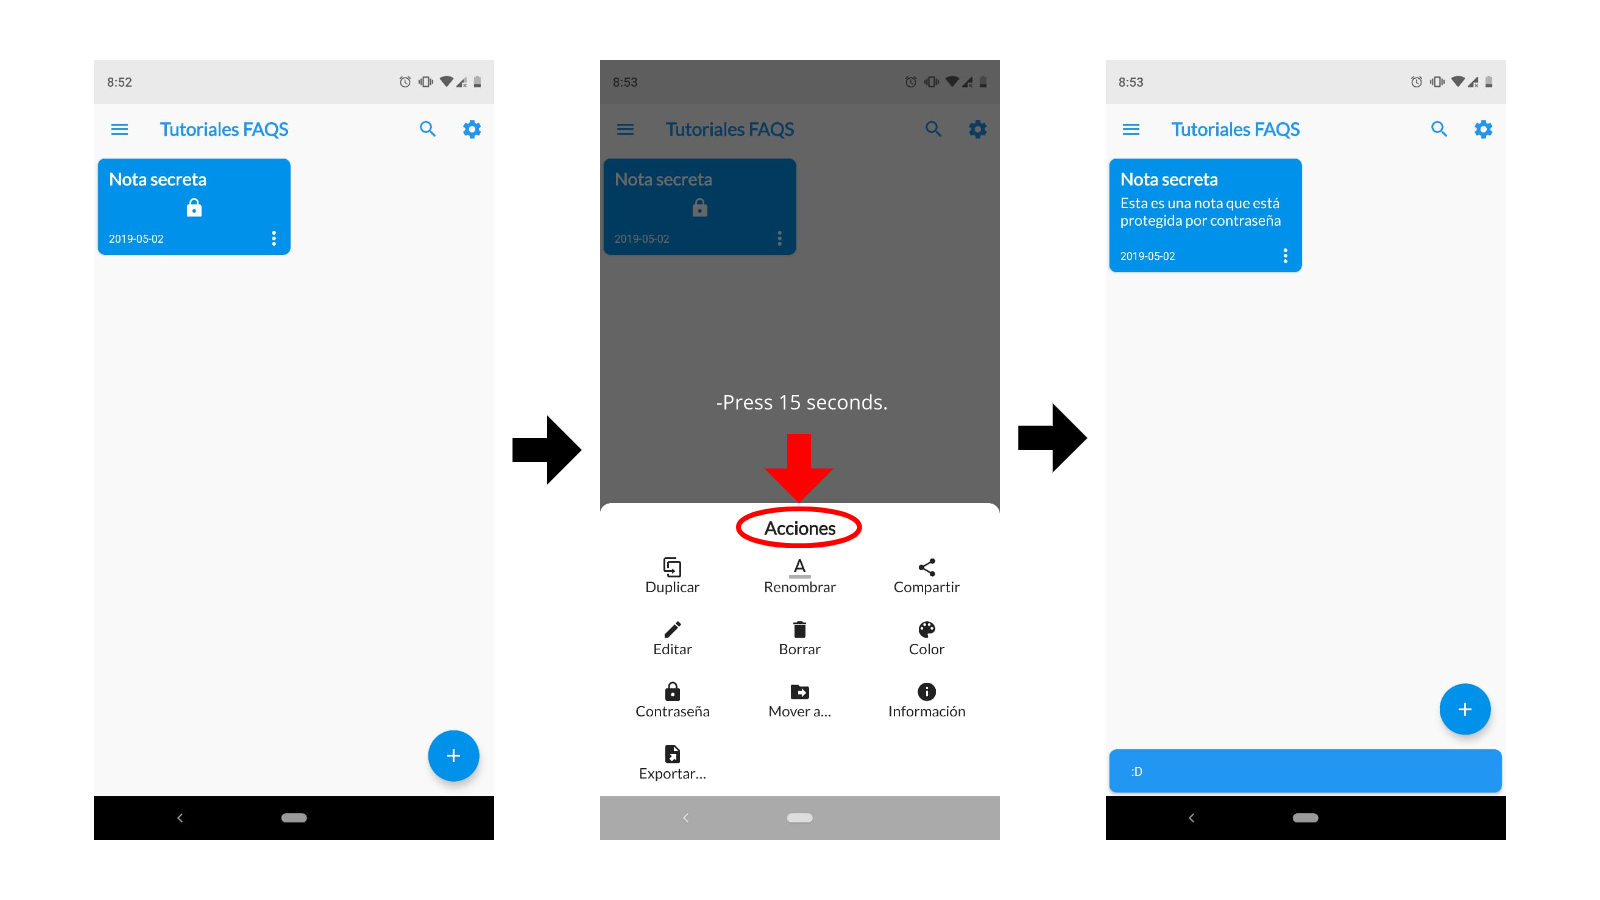 8:52
Tutoriales FAQS
Nota secreta
2019-05-02
8:53
Tutoriales FAQS
Nota secreta
2019-05-02
-Press 15 seconds.
Acciones
Duplicar
Renombrar
Compartir
Editar
Borrar
Color
Contraseña
Mover a...
Información
Exportar...
8:53
Tutoriales FAQS
Nota secreta
Esta es una nota que está
protegida por contraseña
2019-05-02
:D